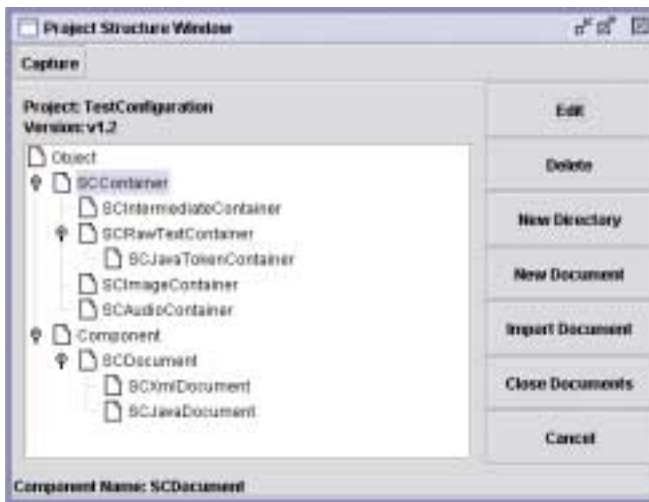 Project Structure Window
Capture
Project: TestConfiguration
Version: v1.2
Object
SCContainer
SCIntermediateContainer
SCRawTextContainer
SCJavaTokenContainer
SCImageContainer
SCAudioContainer
Component
SCDocument
SCXmlDocument
SCJavaDocument
Edit
Delete
New Directory
New Document
Import Document
Close Documents
Cancel
Component Name: SCDocument